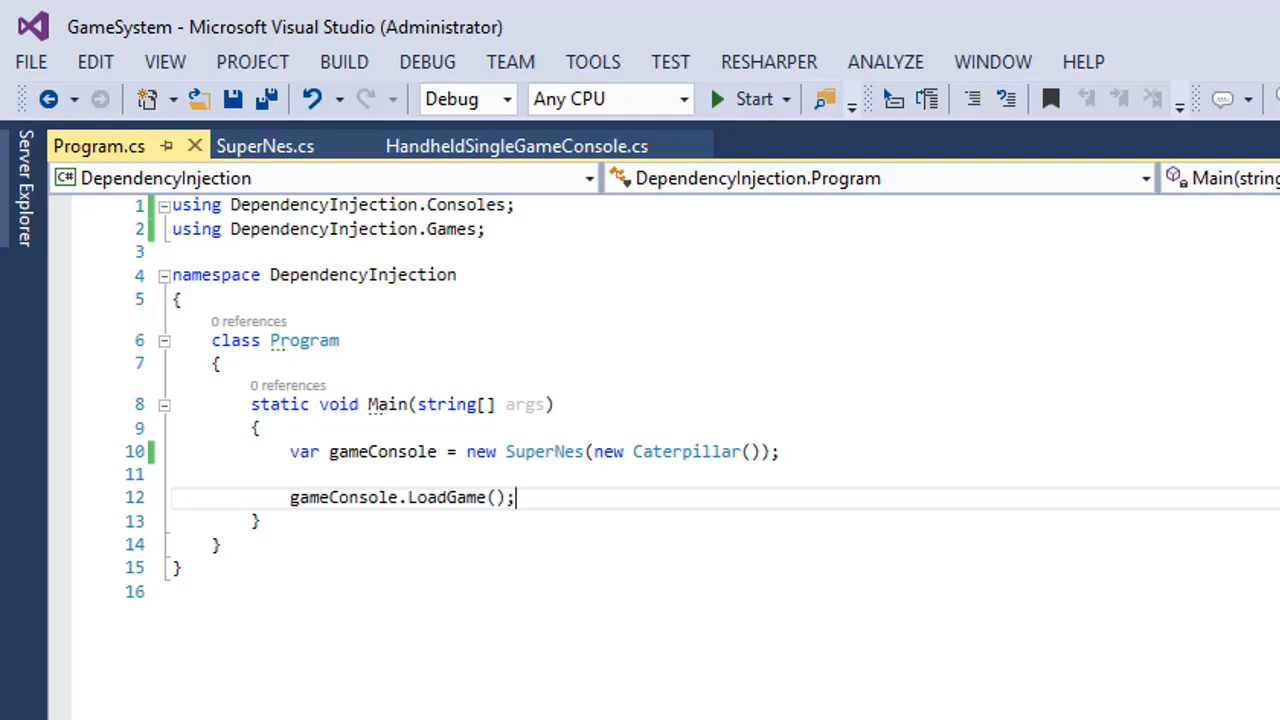 GameSystem - Microsoft Visual Studio (Administrator)
FILE EDIT VIEW PROJECT BUILD DEBUG TEAM TOOLS TEST RESHARPER ANALYZE WINDOW HELP
Debug Any CPU Start
Server Explorer
Program.cs SuperNes.cs HandheldSingleGameConsole.cs
C# DependencyInjection DependencyInjection.Program Main(string
1 using DependencyInjection.Consoles;
2 using DependencyInjection.Games;
3
4 namespace DependencyInjection
5 {
0 references
6 class Program
7 {
0 references
8 static void Main(string[] args)
9 {
10 var gameConsole = new SuperNes(new Caterpillar());
11
12 gameConsole.LoadGame();
13 }
14 }
15 }
16